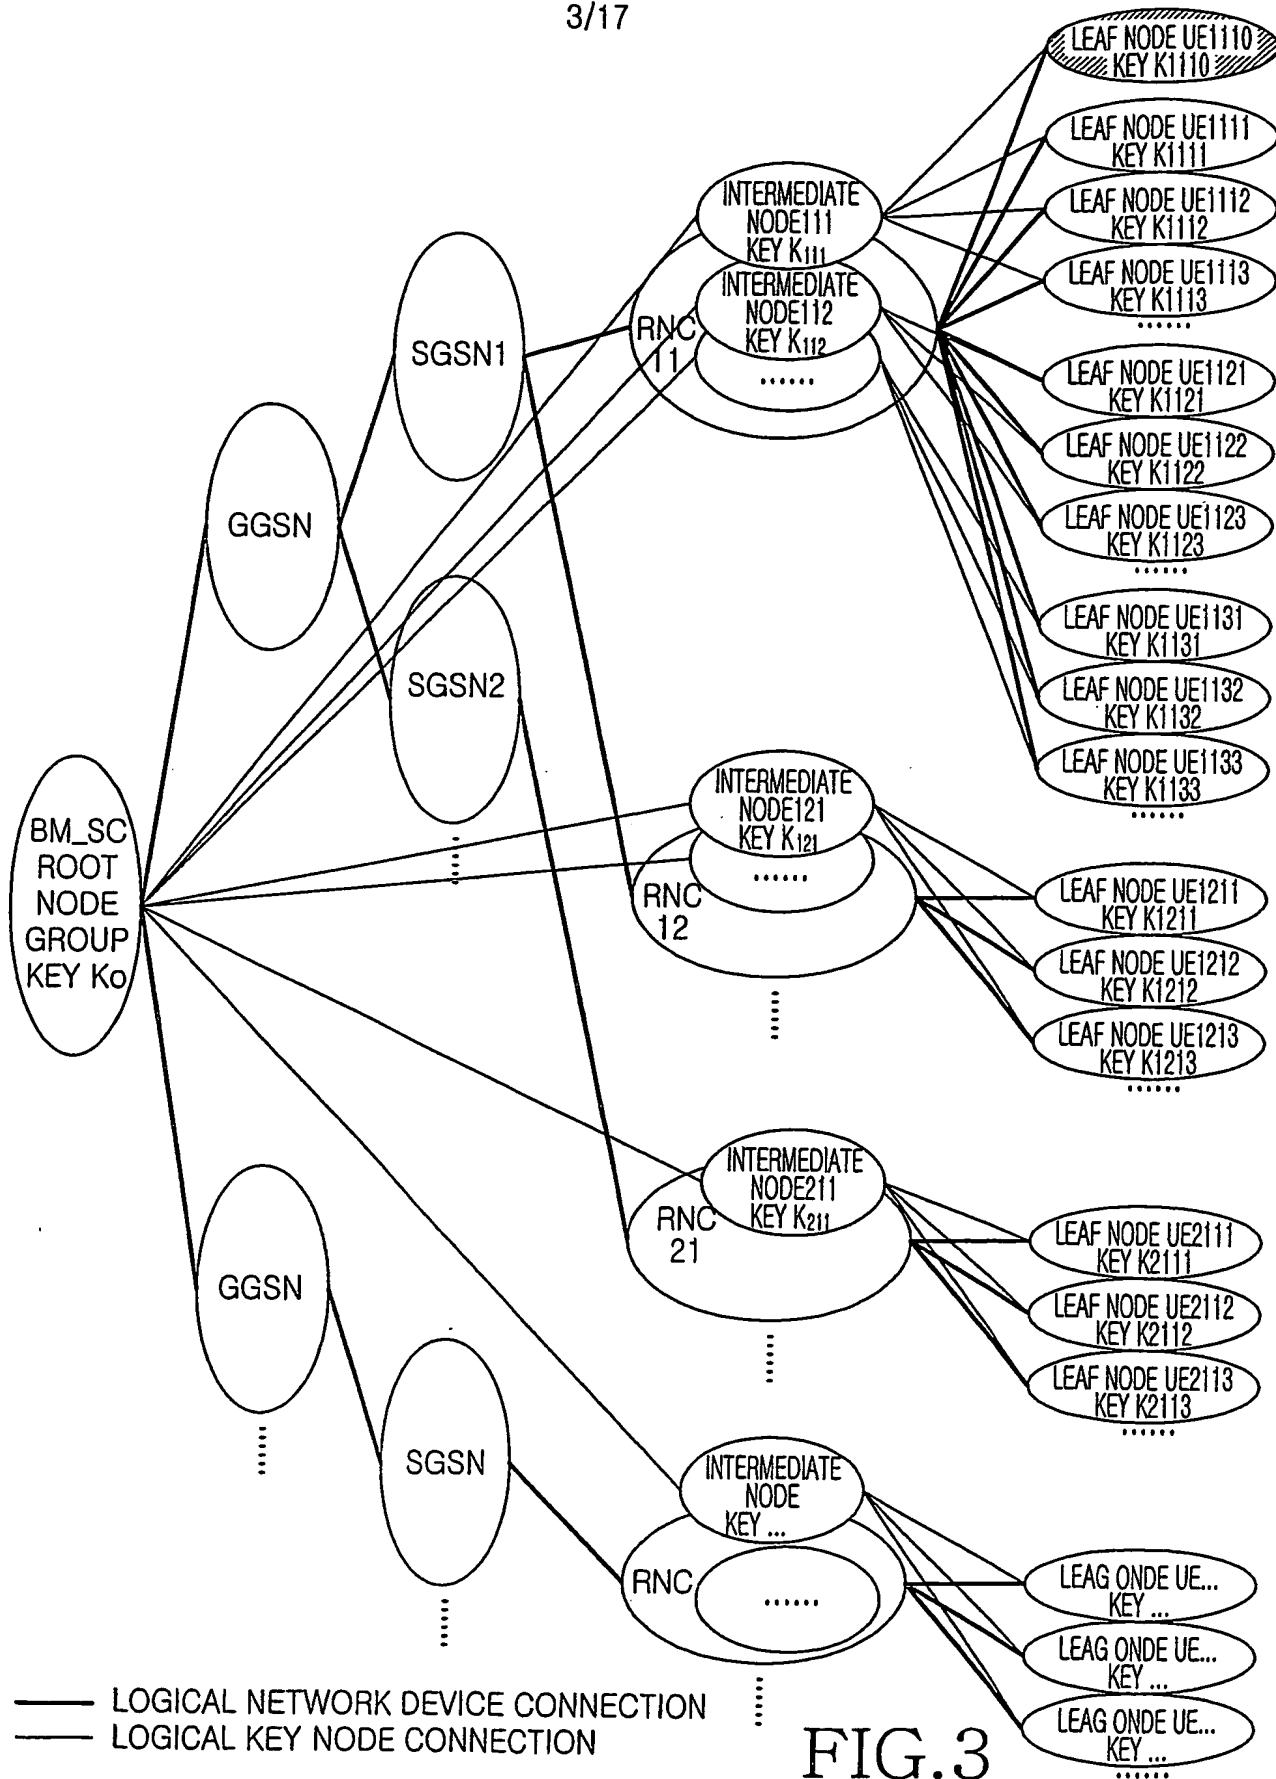 3/17
LEAF NODE UE1110
KEY K1110
LEAF NODE UE1111
KEY K1111
LEAF NODE UE1112
KEY K1112
LEAF NODE UE1113
KEY K1113
......
LEAF NODE UE1121
KEY K1121
LEAF NODE UE1122
KEY K1122
LEAF NODE UE1123
KEY K1123
......
LEAF NODE UE1131
KEY K1131
LEAF NODE UE1132
KEY K1132
LEAF NODE UE1133
KEY K1133
......
INTERMEDIATE
NODE111
KEY K111
INTERMEDIATE
NODE112
KEY K112
......
RNC
11
SGSN1
GGSN
SGSN2
......
BM_SC
ROOT
NODE
GROUP
KEY Ko
INTERMEDIATE
NODE121
KEY K121
......
RNC
12
......
LEAF NODE UE1211
KEY K1211
LEAF NODE UE1212
KEY K1212
LEAF NODE UE1213
KEY K1213
......
INTERMEDIATE
NODE211
KEY K211
RNC
21
......
LEAF NODE UE2111
KEY K2111
LEAF NODE UE2112
KEY K2112
LEAF NODE UE2113
KEY K2113
......
GGSN
......
SGSN
......
INTERMEDIATE
NODE
KEY ...
RNC
......
......
LEAG ONDE UE...
KEY ...
LEAG ONDE UE...
KEY ...
LEAG ONDE UE...
KEY ...
......
LOGICAL NETWORK DEVICE CONNECTION
LOGICAL KEY NODE CONNECTION
FIG.3